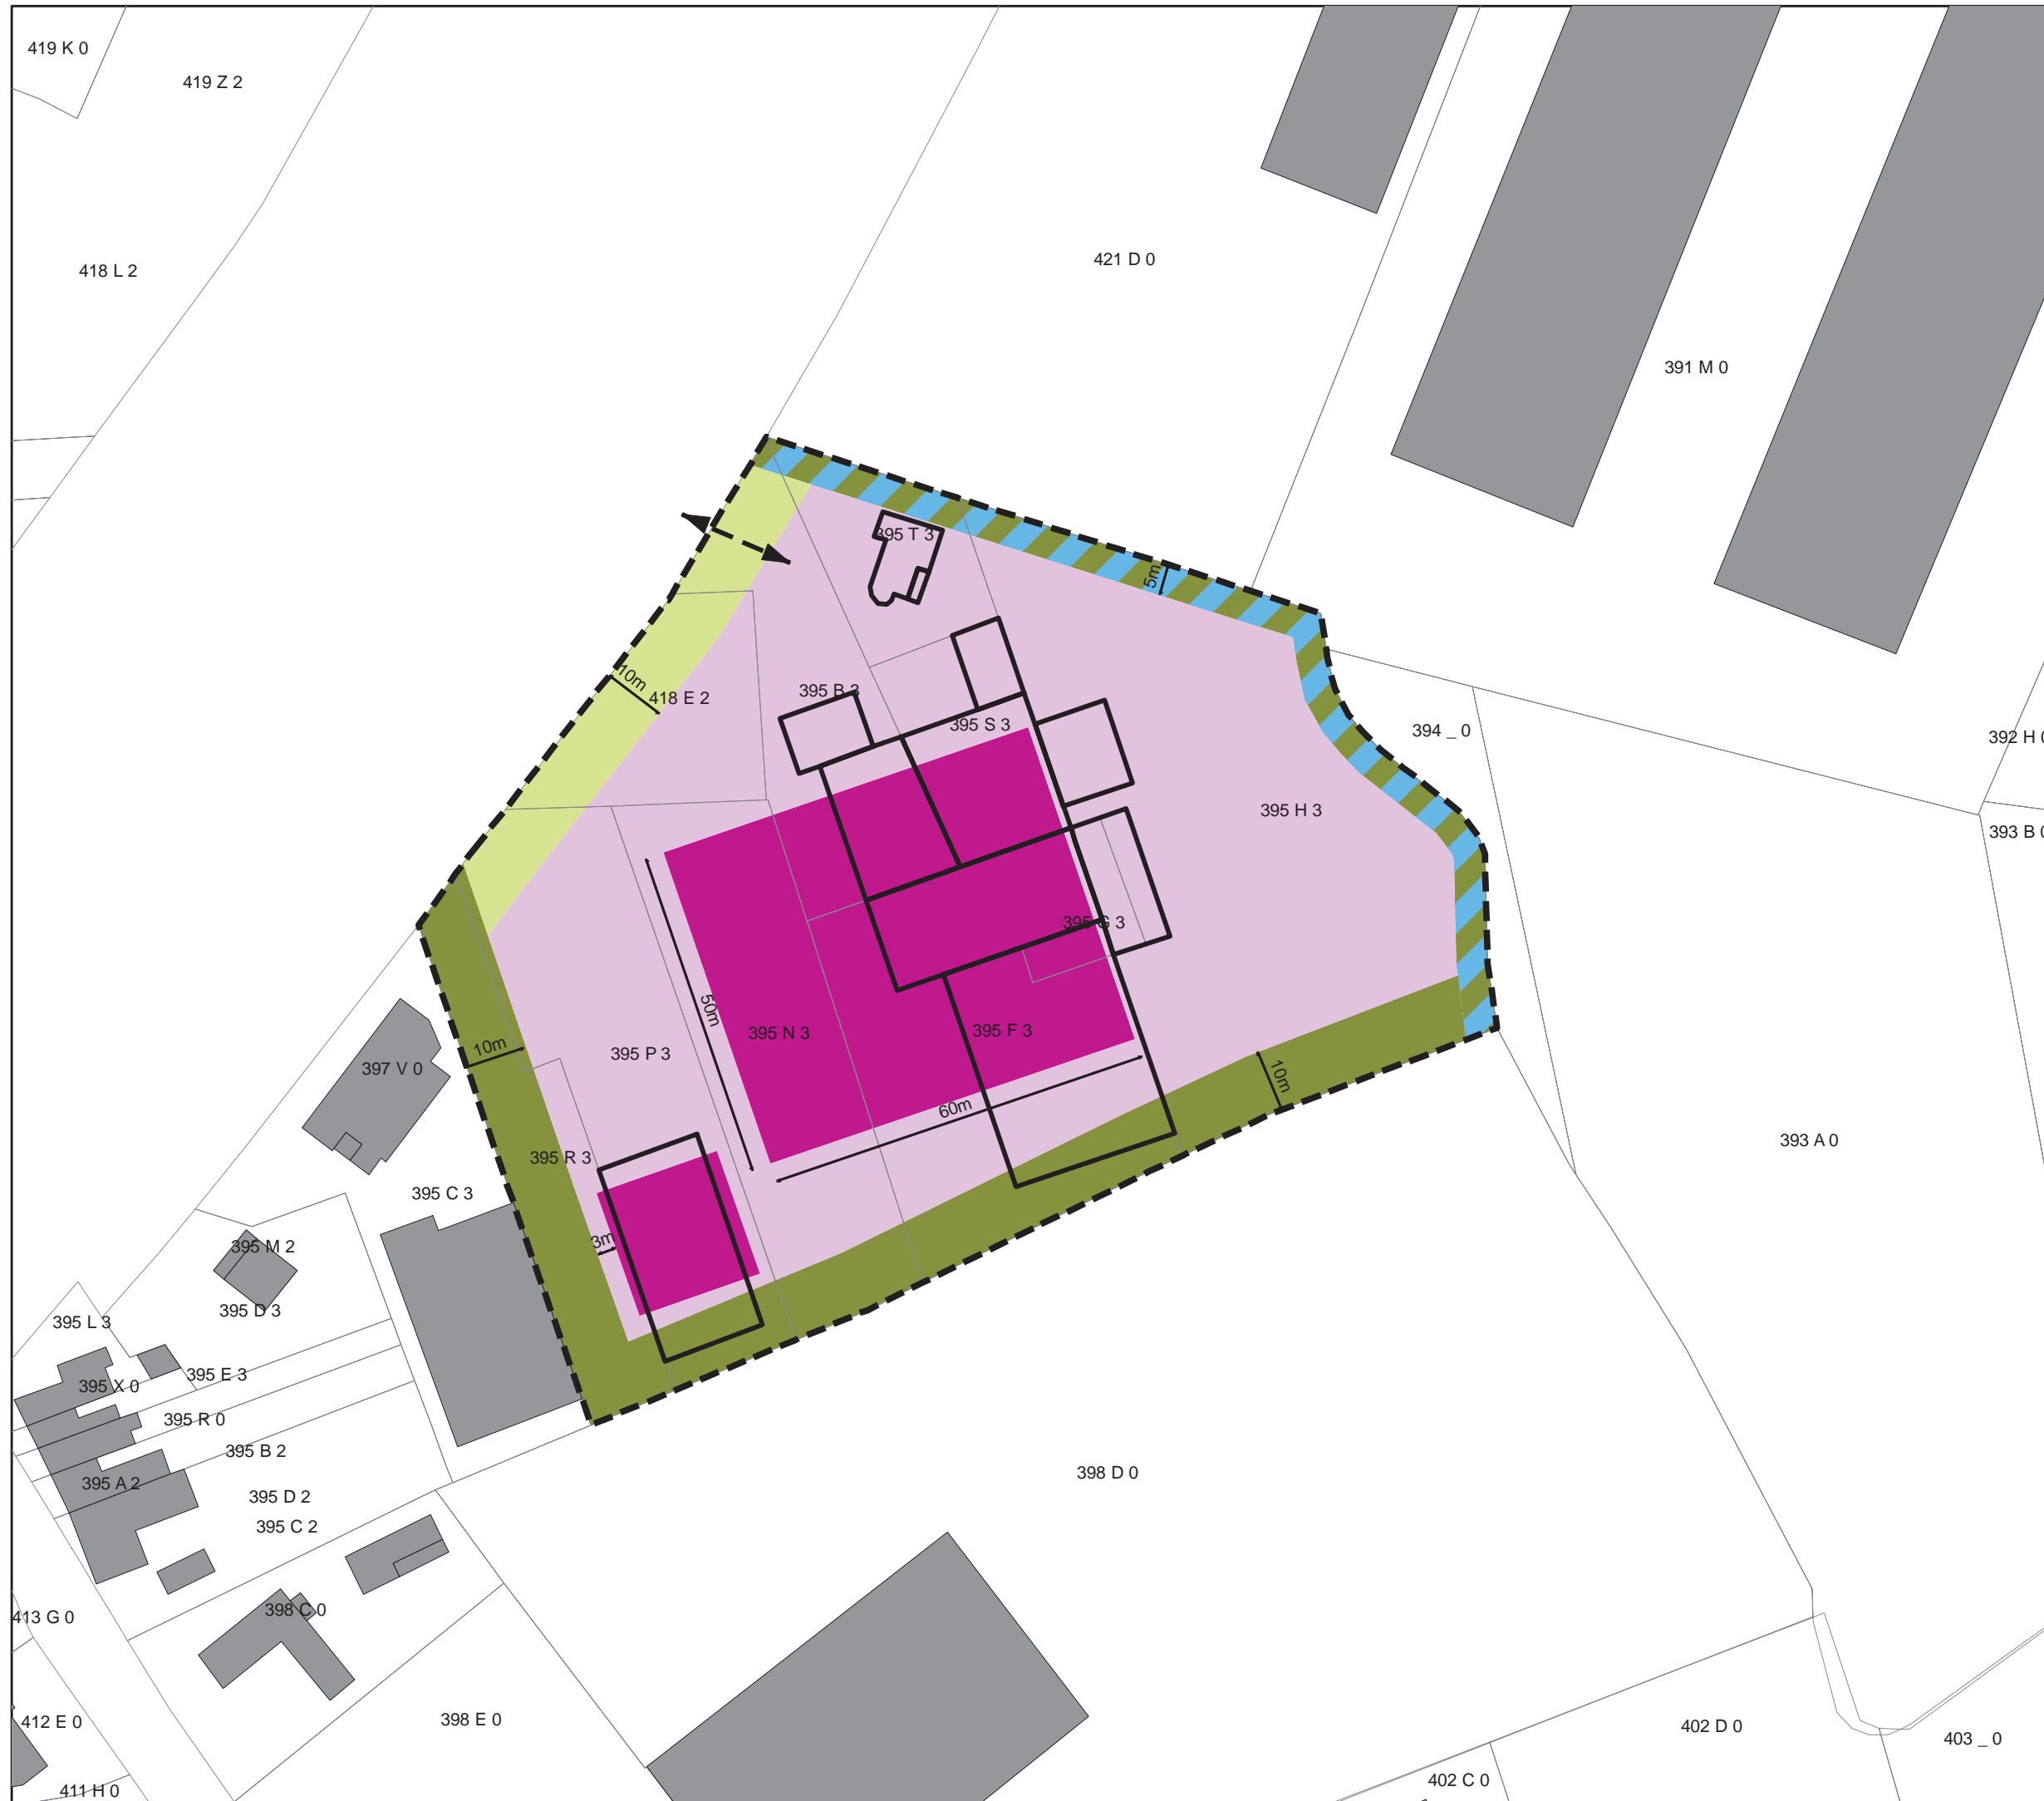 419 K 0
419 Z 2
421 D 0
418 L 2
391 M 0
395 T 3
5m
10m
418 E 2
395 B 3
395 S 3
394 _ 0
392 H 0
395 H 3
393 B 0
395 G 3
50m
395 N 3
395 F 3
10m
395 P 3
397 V 0
10m
60m
393 A 0
395 R 3
395 C 3
3m
395 M 2
395 D 3
395 L 3
395 E 3
395 X 0
395 R 0
395 B 2
395 A 2
398 D 0
395 D 2
395 C 2
398 C 0
413 G 0
412 E 0
398 E 0
402 D 0
403 _ 0
402 C 0
411 H 0